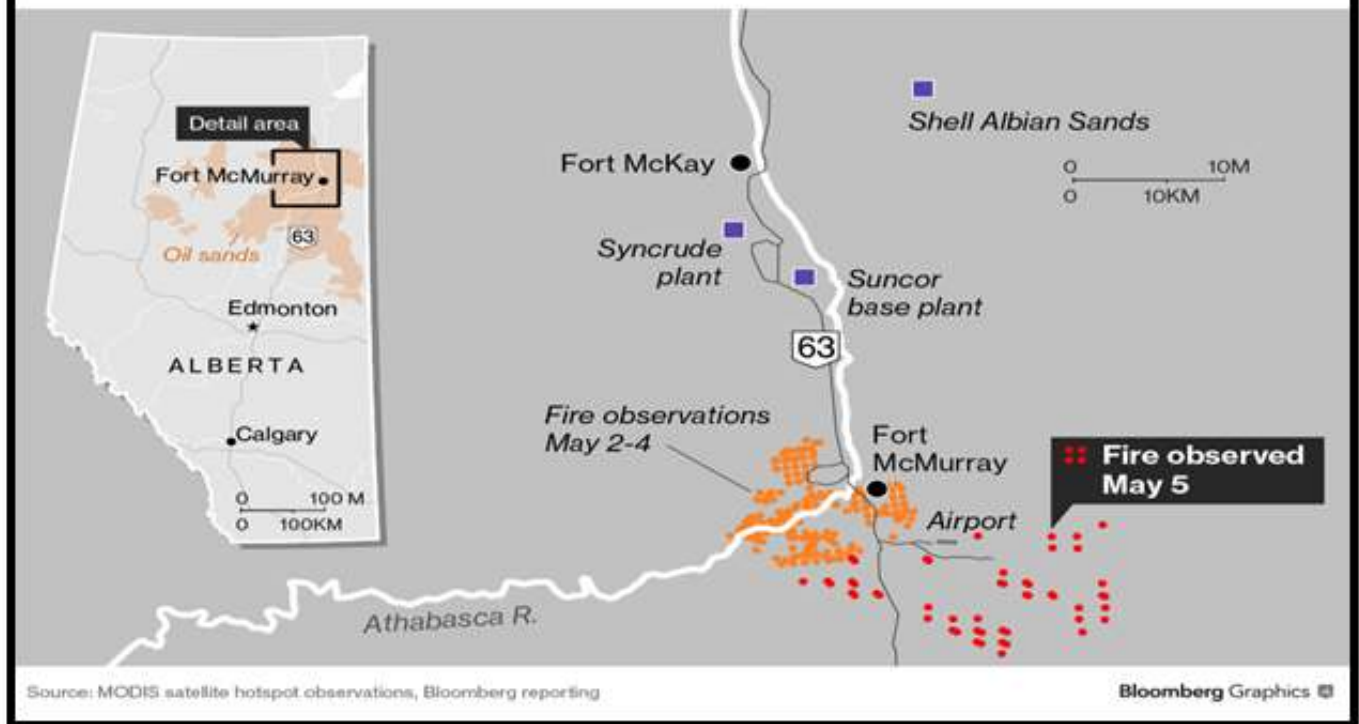 Detail area
Fort McMurray
Oil sands
63
Edmonton
ALBERTA
Calgary
0 100 M
0 100KM
Shell Albian Sands
0 10M
0 10KM
Fort McKay
Syncrude
plant
Suncor
base plant
63
Fire observations
May 2-4
Fort
McMurray
Fire observed
May 5
Airport
Athabasca R.
Source: MODIS satellite hotspot observations, Bloomberg reporting
Bloomberg Graphics